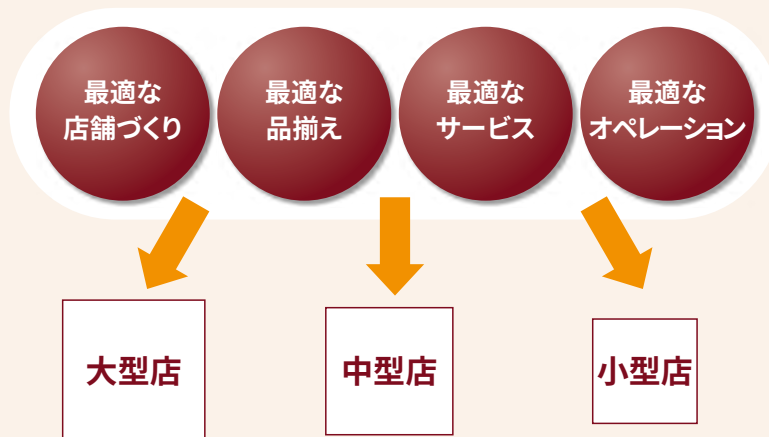 最適な
店舗づくり
最適な
品揃え
最適な
サービス
最適な
オペレーション
大型店
中型店
小型店